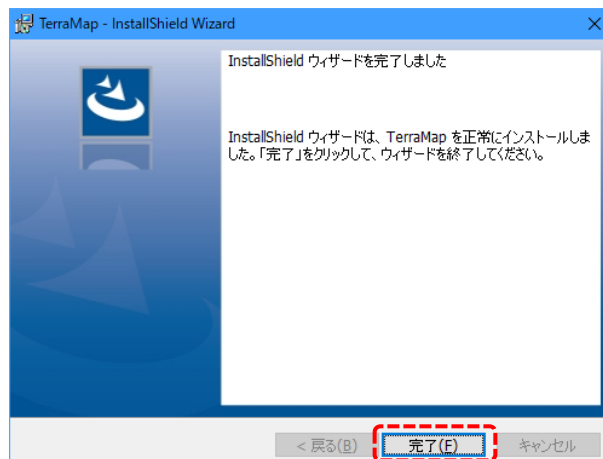 TerraMap - InstallShield Wizard
InstallShield ウィザードを完了しました
InstallShield ウィザードは、TerraMap を正常にインストールしま
した。「完了」をクリックして、ウィザードを終了してください。
< 戻る(B) 完了(F) キャンセル